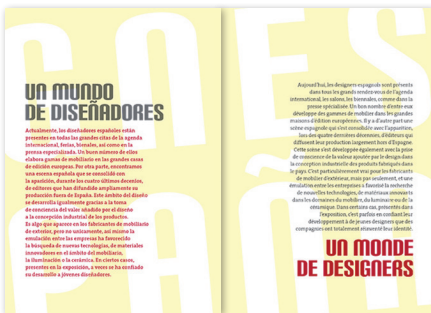 UN MUNDO
DE DISEÑADORES
Actualmente, los diseñadores españoles están
presentes en todas las grandes citas de la agenda
internacional, ferias, bienales, así como en la
prensa especializada. Un buen número de ellos
elabora gamas de mobiliario en las grandes casas
de edición europeas. Por otra parte, encontramos
una escena española que se consolidó con
la aparición, durante los cuatro últimos decenios,
de editores que han difundido ampliamente su
producción fuera de España. Este ámbito del diseño
se desarrolla igualmente gracias a la toma
de conciencia del valor añadido por el diseño
a la concepción industrial de los productos.
Es algo que aparece en los fabricantes de mobiliario
de exterior, pero no únicamente, así mismo la
emulación entre las empresas ha favorecido
la búsqueda de nuevas tecnologías, de materiales
innovadores en el ámbito del mobiliario,
la iluminación o la cerámica. En ciertos casos,
presentes en la exposición, a veces se ha confiado
su desarrollo a jóvenes diseñadores.
Aujourd'hui, les designers espagnols sont présents
dans tous les grands rendez-vous de l'agenda
international, les salons, les biennales, comme dans la
presse spécialisée. Un bon nombre d'entre eux
développe des gammes de mobilier dans les grandes
maisons d'édition européennes. Il y a d'autre part une
scène espagnole qui s'est consolidée avec l'apparition,
lors des quatre dernières décennies, d'éditeurs qui
diffusent leur production largement hors d'Espagne.
Cette scène s'est développée également avec la prise
de conscience de la valeur ajoutée par le design dans
la conception industrielle des produits fabriqués dans
le pays. C'est particulièrement vrai pour les fabricants
de mobilier d'extérieur, mais pas seulement, et une
émulation entre les entreprises a favorisé la recherche
de nouvelles technologies, de matériaux innovants
dans les domaines du mobilier, du luminaire ou de la
céramique. Dans certains cas, présentés dans
l'exposition, c'est parfois en confiant leur
développement à de jeunes designers que des
compagnies ont totalement réinventé leur identité.
UN MONDE
DE DESIGNERS